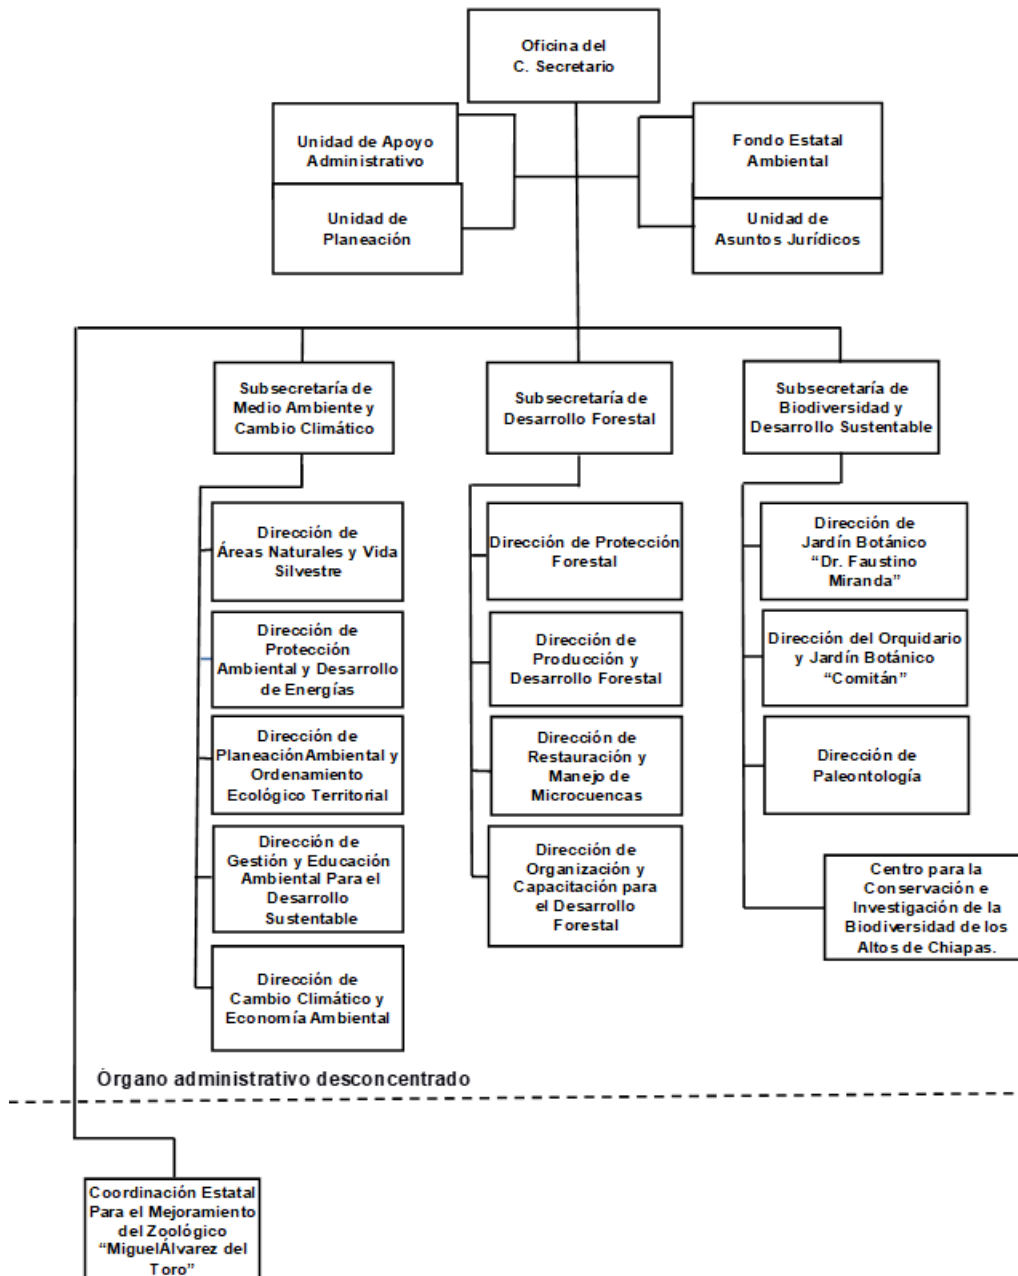 Oficina del
C. Secretario
Unidad de Apoyo
Administrativo
Fondo Estatal
Ambiental
Unidad de
Planeación
Unidad de
Asuntos Jurídicos
Subsecretaría de
Medio Ambiente y
Cambio Climático
Subsecretaría de
Desarrollo Forestal
Subsecretaría de
Biodiversidad y
Desarrollo Sustentable
Dirección de
Áreas Naturales y Vida
Silvestre
Dirección de
Protección
Ambiental y Desarrollo
de Energías
Dirección de
Planeación Ambiental y
Ordenamiento
Ecológico Territorial
Dirección de
Gestión y Educación
Ambiental Para el
Desarrollo
Sustentable
Dirección de
Cambio Climático y
Economía Ambiental
Dirección de Protección
Forestal
Dirección de
Producción y
Desarrollo Forestal
Dirección de
Restauración y
Manejo de
Microcuencas
Dirección de
Organización y
Capacitación para
el Desarrollo
Forestal
Dirección de
Jardín Botánico
“Dr. Faustino
Miranda”
Dirección del Orquidario
y Jardín Botánico
“Comitán”
Dirección de
Paleontología
Centro para la
Conservación e
Investigación de la
Biodiversidad de los
Altos de Chiapas.
Órgano administrativo desconcentrado
Coordinación Estatal
Para el Mejoramiento
del Zoológico
“Miguel Álvarez del
Toro”